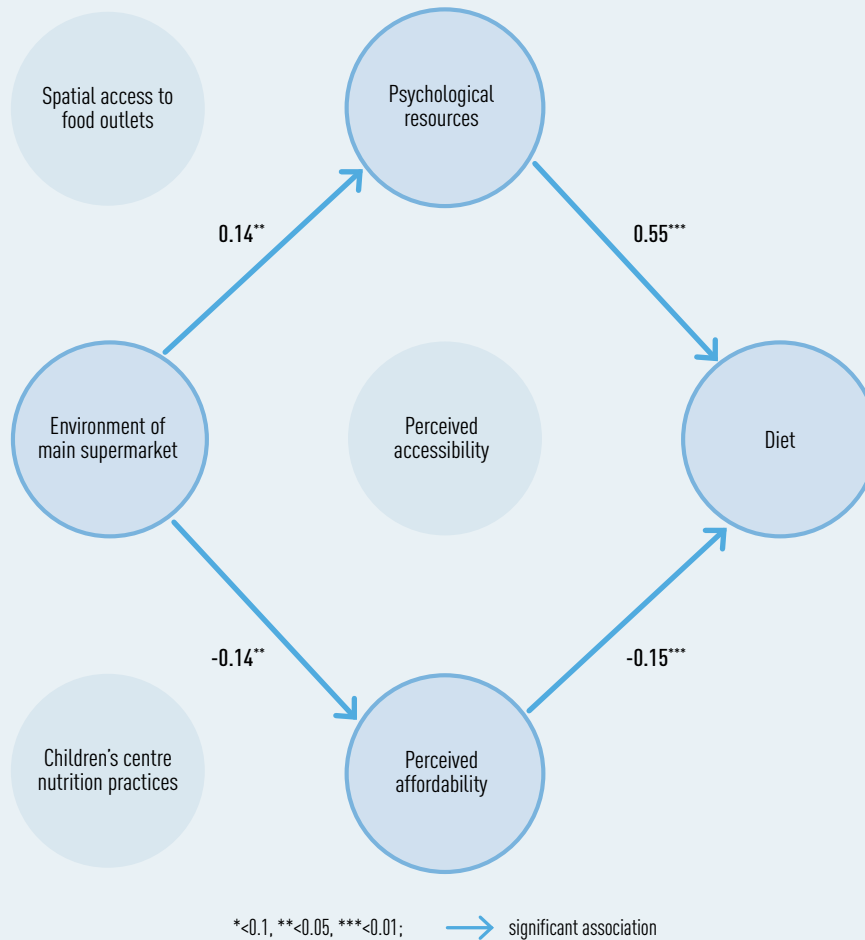 Spatial access to
food outlets
Psychological
resources
0.14**
0.55***
Environment of
main supermarket
Perceived
accessibility
Diet
-0.14**
-0.15***
Children’s centre
nutrition practices
Perceived
affordability
*<0.1, **<0.05, ***<0.01; significant association